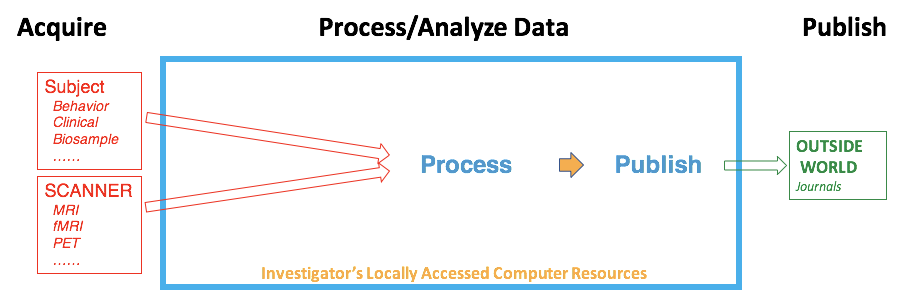 Acquire
Process/Analyze Data
Publish
Subject
Behavior
Clinical
Biosample
......
SCANNER
MRI
fMRI
PET
......
Process
Publish
OUTSIDE
WORLD
Journals
Investigator's Locally Accessed Computer Resources